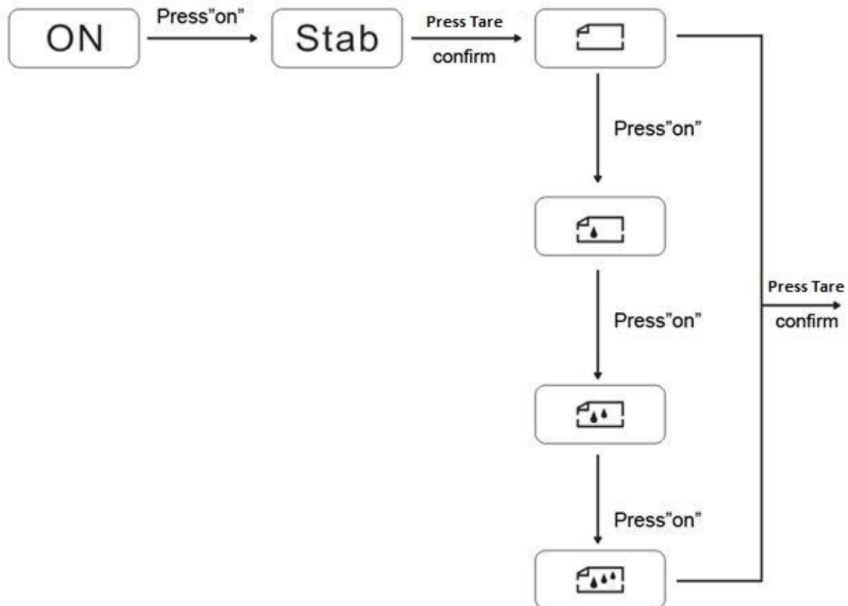 ON
Press"on"
Stab
Press Tare
confirm
Press"on"
Press"on"
Press Tare
confirm
Press"on"